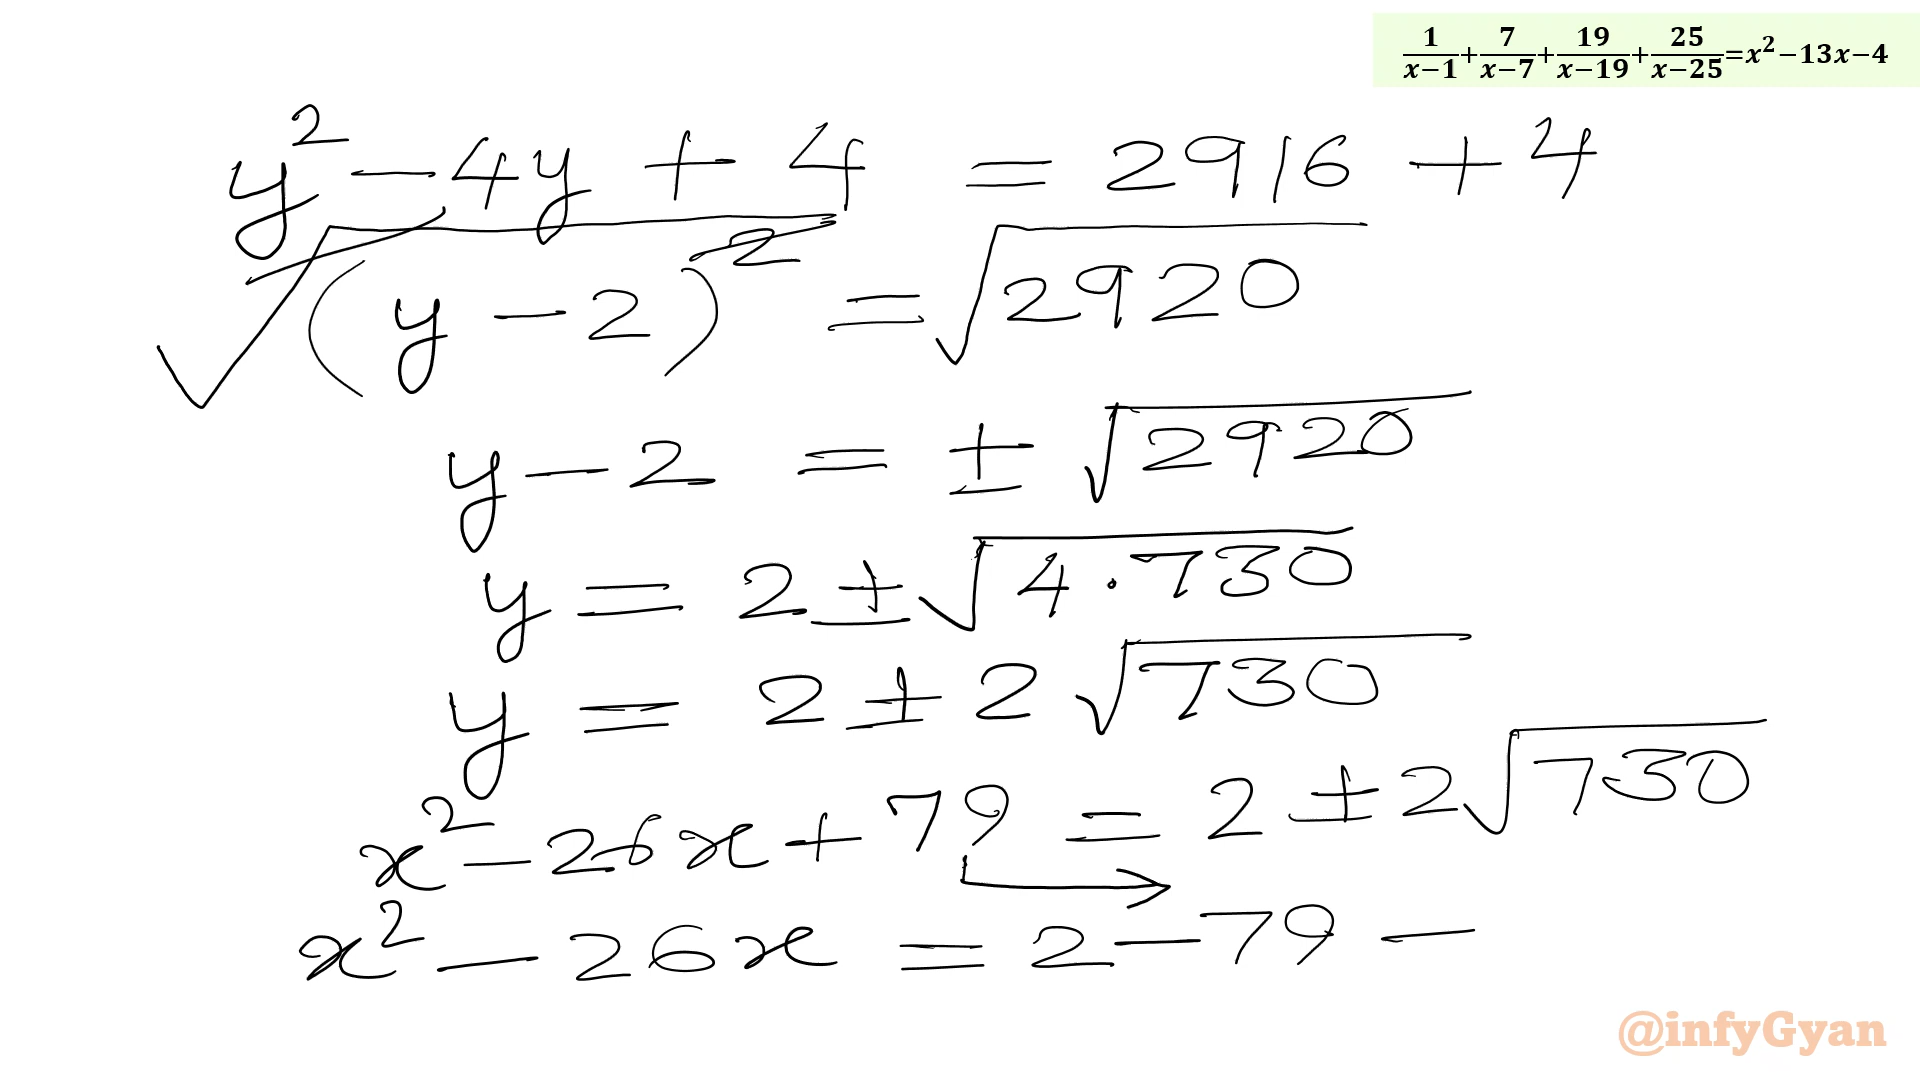 1/(x−1)+7/(x−7)+19/(x−19)+25/(x−25)=x²−13x−4
y² − 4y + 4 = 2916 + 4
√(y − 2)² = √2920
y − 2 = ± √2920
y = 2 ± √4·730
y = 2 ± 2√730
x² − 26x + 79 = 2 ± 2√730
x² − 26x = 2 − 79 −
@infyGyan